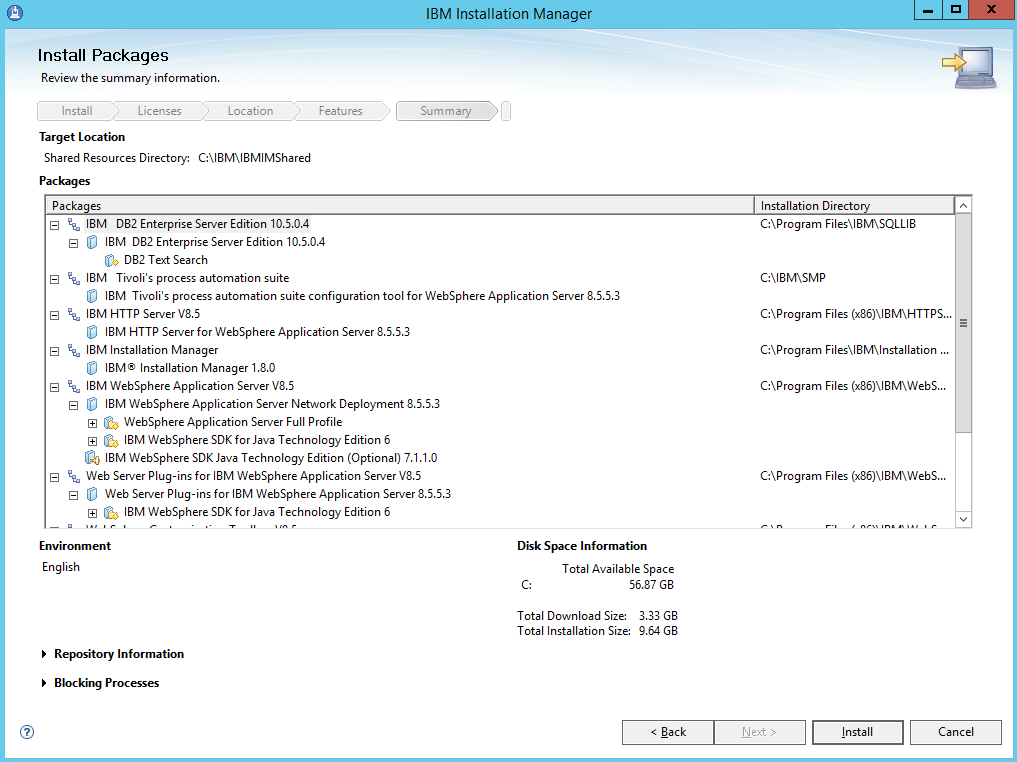 IBM Installation Manager
Install Packages
Review the summary information.
Install Licenses Location Features Summary
Target Location
Shared Resources Directory: C:\IBM\IBMIMShared
Packages
Packages Installation Directory
IBM DB2 Enterprise Server Edition 10.5.0.4 C:\Program Files\IBM\SQLLIB
IBM DB2 Enterprise Server Edition 10.5.0.4
DB2 Text Search
IBM Tivoli's process automation suite C:\IBM\SMP
IBM Tivoli's process automation suite configuration tool for WebSphere Application Server 8.5.5.3
IBM HTTP Server V8.5 C:\Program Files (x86)\IBM\HTTPS...
IBM HTTP Server for WebSphere Application Server 8.5.5.3
IBM Installation Manager C:\Program Files\IBM\Installation ...
IBM® Installation Manager 1.8.0
IBM WebSphere Application Server V8.5 C:\Program Files (x86)\IBM\WebS...
IBM WebSphere Application Server Network Deployment 8.5.5.3
WebSphere Application Server Full Profile
IBM WebSphere SDK for Java Technology Edition 6
IBM WebSphere SDK Java Technology Edition (Optional) 7.1.1.0
Web Server Plug-ins for IBM WebSphere Application Server V8.5 C:\Program Files (x86)\IBM\WebS...
Web Server Plug-ins for IBM WebSphere Application Server 8.5.5.3
IBM WebSphere SDK for Java Technology Edition 6
Environment
English
Disk Space Information
Total Available Space
C: 56.87 GB
Total Download Size: 3.33 GB
Total Installation Size: 9.64 GB
Repository Information
Blocking Processes
? < Back Next > Install Cancel